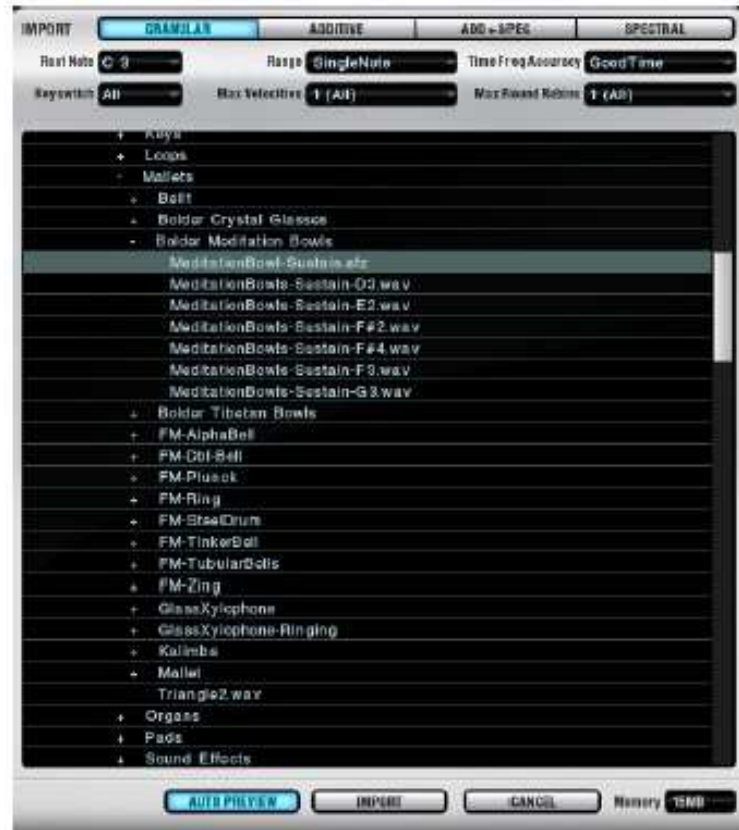 IMPORT GRANULAR ADDITIVE ADD+SPEC SPECTRAL
Root Note C 3 Range SingleNote Time Freq Accuracy GoodTime
Keyswitch All Max Velocities 1 (All) Max Round Robins 1 (All)
+ Keys
+ Loops
- Mallets
+ Bell1
+ Bolder Crystal Glasses
- Bolder Meditation Bowls
MeditationBowl-Sustain.sfz
MeditationBowls-Sustain-D3.wav
MeditationBowls-Sustain-E2.wav
MeditationBowls-Sustain-F#2.wav
MeditationBowls-Sustain-F#4.wav
MeditationBowls-Sustain-F3.wav
MeditationBowls-Sustain-G3.wav
+ Bolder Tibetan Bowls
+ FM-AlphaBell
+ FM-Dbl-Bell
+ FM-Plunck
+ FM-Ring
+ FM-SteelDrum
+ FM-TinkerBell
+ FM-TubularBells
+ FM-Zing
+ GlassXylophone
+ GlassXylophone-Ringing
+ Kalimba
+ Mallet
Triangle2.wav
+ Organs
+ Pads
+ Sound Effects
AUTO PREVIEW IMPORT CANCEL Memory 15MB